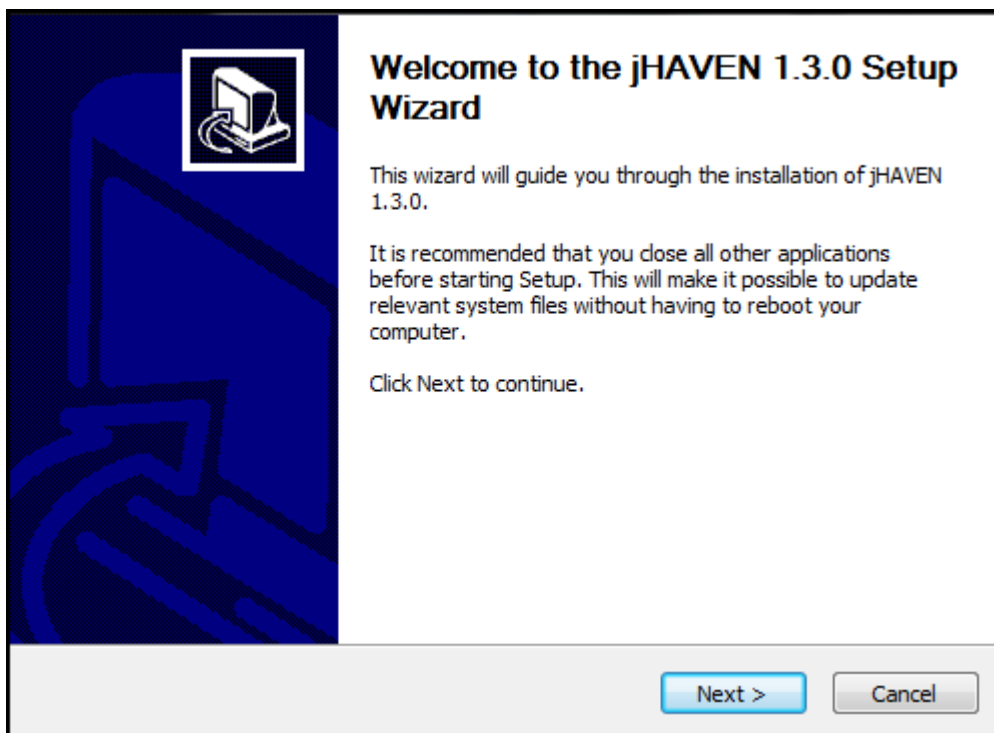 Welcome to the jHAVEN 1.3.0 Setup
Wizard
This wizard will guide you through the installation of jHAVEN
1.3.0.
It is recommended that you close all other applications
before starting Setup. This will make it possible to update
relevant system files without having to reboot your
computer.
Click Next to continue.
Next >
Cancel